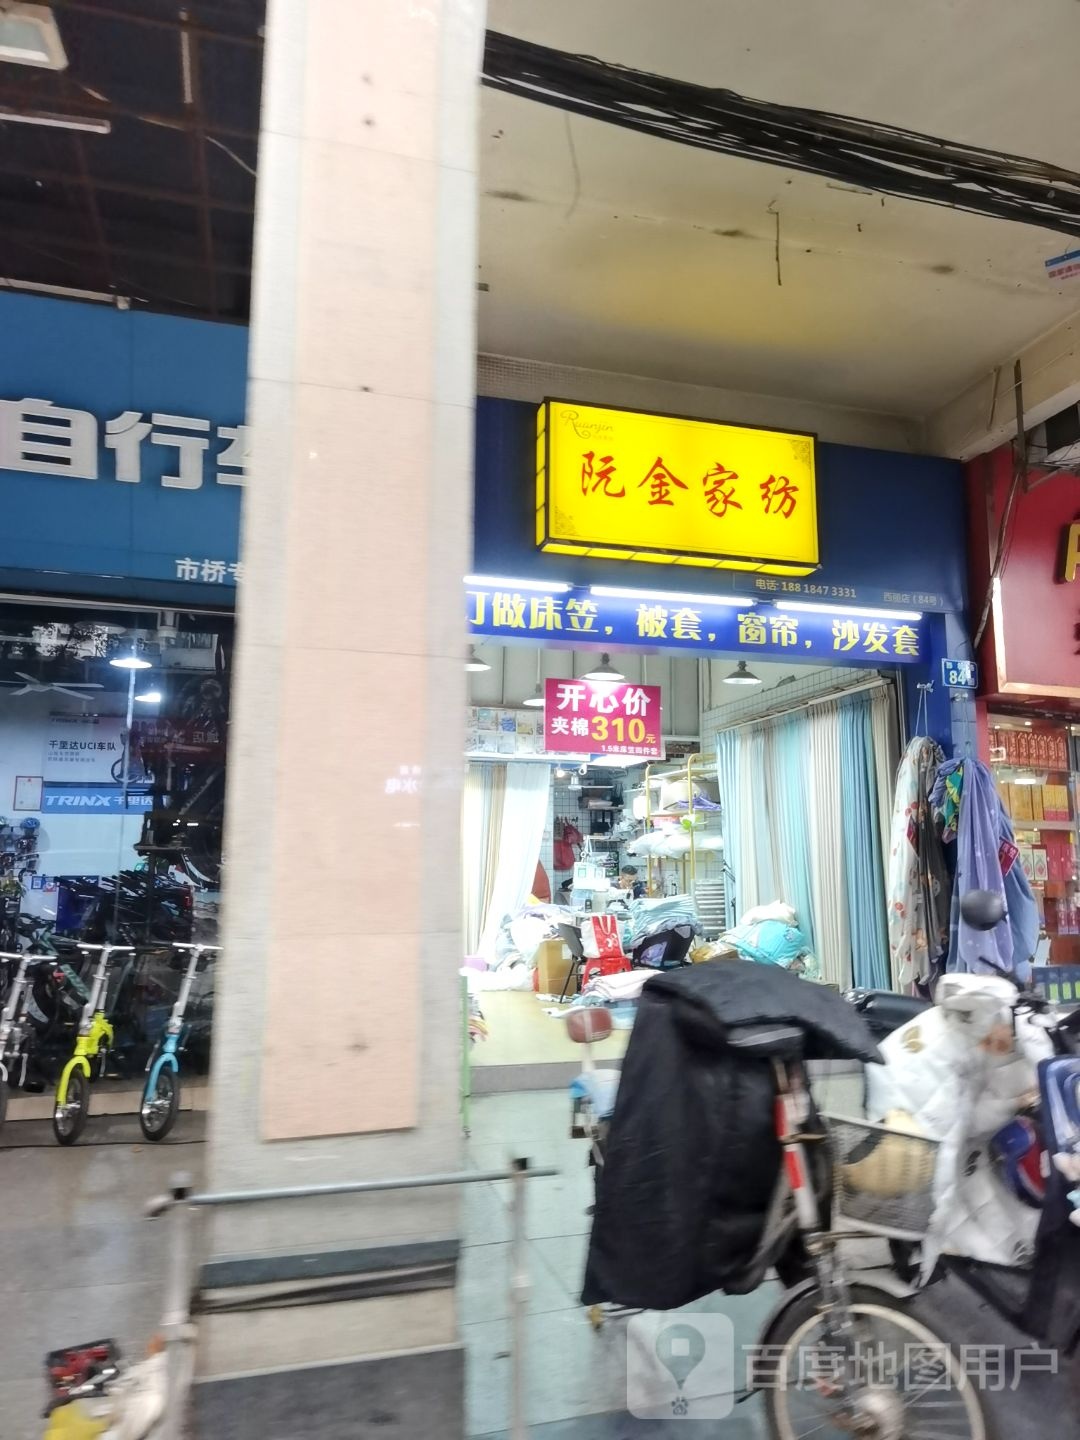 自行车
市桥专
千里达UCI车队
TRINX 千里达
Ruanjin
阮金家纺
电话: 188 1847 3331
西丽店（84号）
订做床笠，被套，窗帘，沙发套
84
开心价
夹棉310元
1.5米床笠四件套
百度地图用户